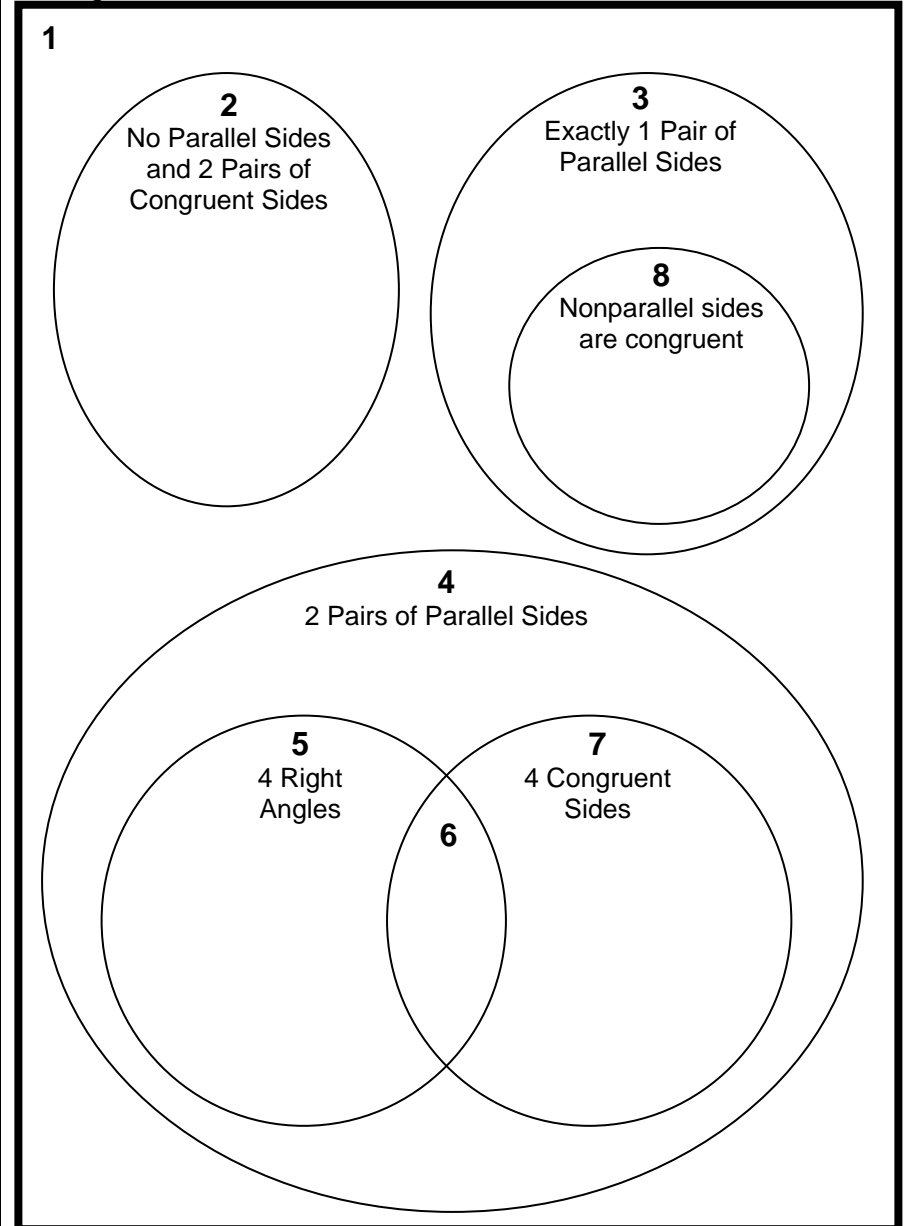 1
2
No Parallel Sides
and 2 Pairs of
Congruent Sides
3
Exactly 1 Pair of
Parallel Sides
8
Nonparallel sides
are congruent
4
2 Pairs of Parallel Sides
5
4 Right
Angles
6
7
4 Congruent
Sides